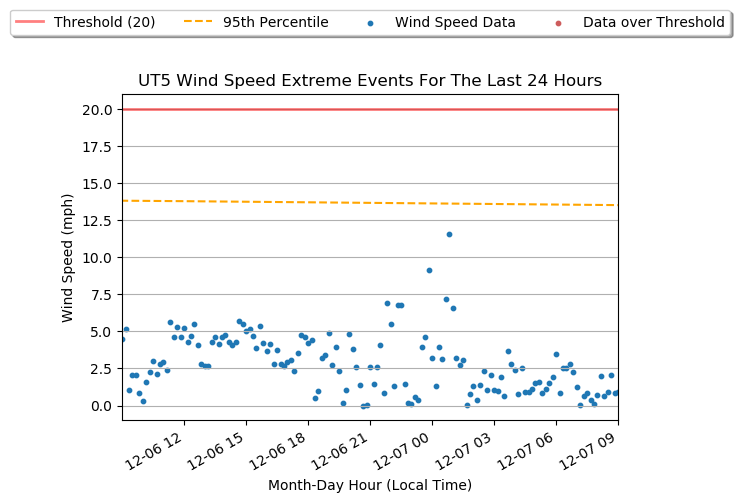 Threshold (20) 95th Percentile Wind Speed Data Data over Threshold
UT5 Wind Speed Extreme Events For The Last 24 Hours
20.0
17.5
15.0
12.5
10.0
7.5
5.0
2.5
0.0
Wind Speed (mph)
12-06 12 12-06 15 12-06 18 12-06 21 12-07 00 12-07 03 12-07 06 12-07 09
Month-Day Hour (Local Time)